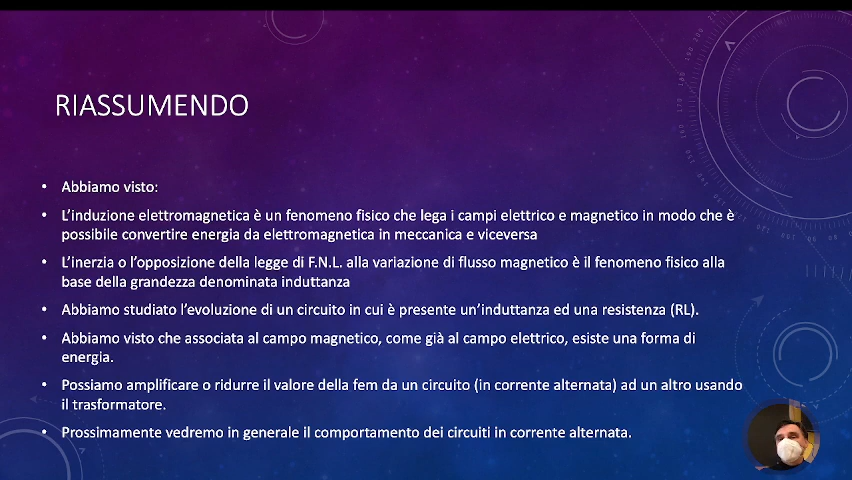 RIASSUMENDO
• Abbiamo visto:
• L'induzione elettromagnetica è un fenomeno fisico che lega i campi elettrico e magnetico in modo che è
possibile convertire energia da elettromagnetica in meccanica e viceversa
• L'inerzia o l'opposizione della legge di F.N.L. alla variazione di flusso magnetico è il fenomeno fisico alla
base della grandezza denominata induttanza
• Abbiamo studiato l'evoluzione di un circuito in cui è presente un'induttanza ed una resistenza (RL).
• Abbiamo visto che associata al campo magnetico, come già al campo elettrico, esiste una forma di
energia.
• Possiamo amplificare o ridurre il valore della fem da un circuito (in corrente alternata) ad un altro usando
il trasformatore.
• Prossimamente vedremo in generale il comportamento dei circuiti in corrente alternata.